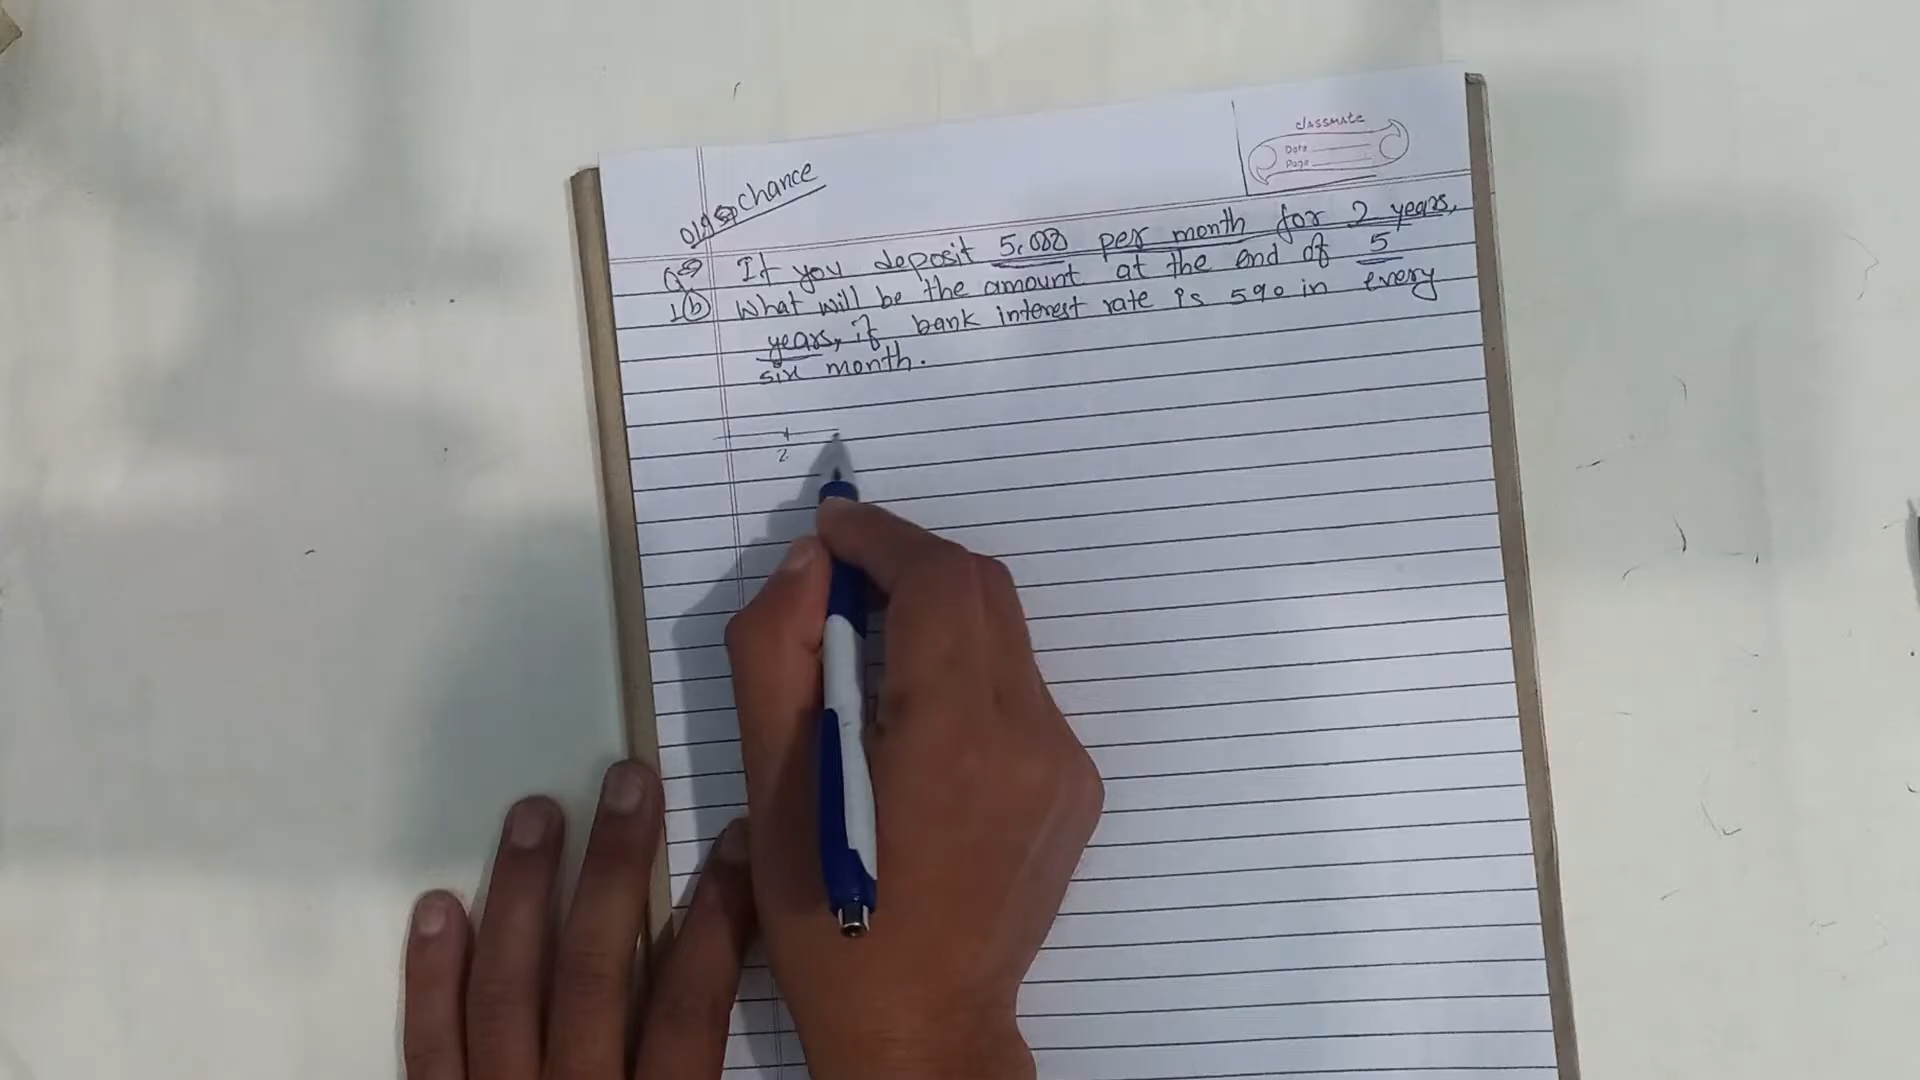 classmate
Date
Page
chance
Q If you deposit 5,000 per month for 2 years,
1(b) What will be the amount at the end of 5
years, if bank interest rate is 5% in every
six month.
2